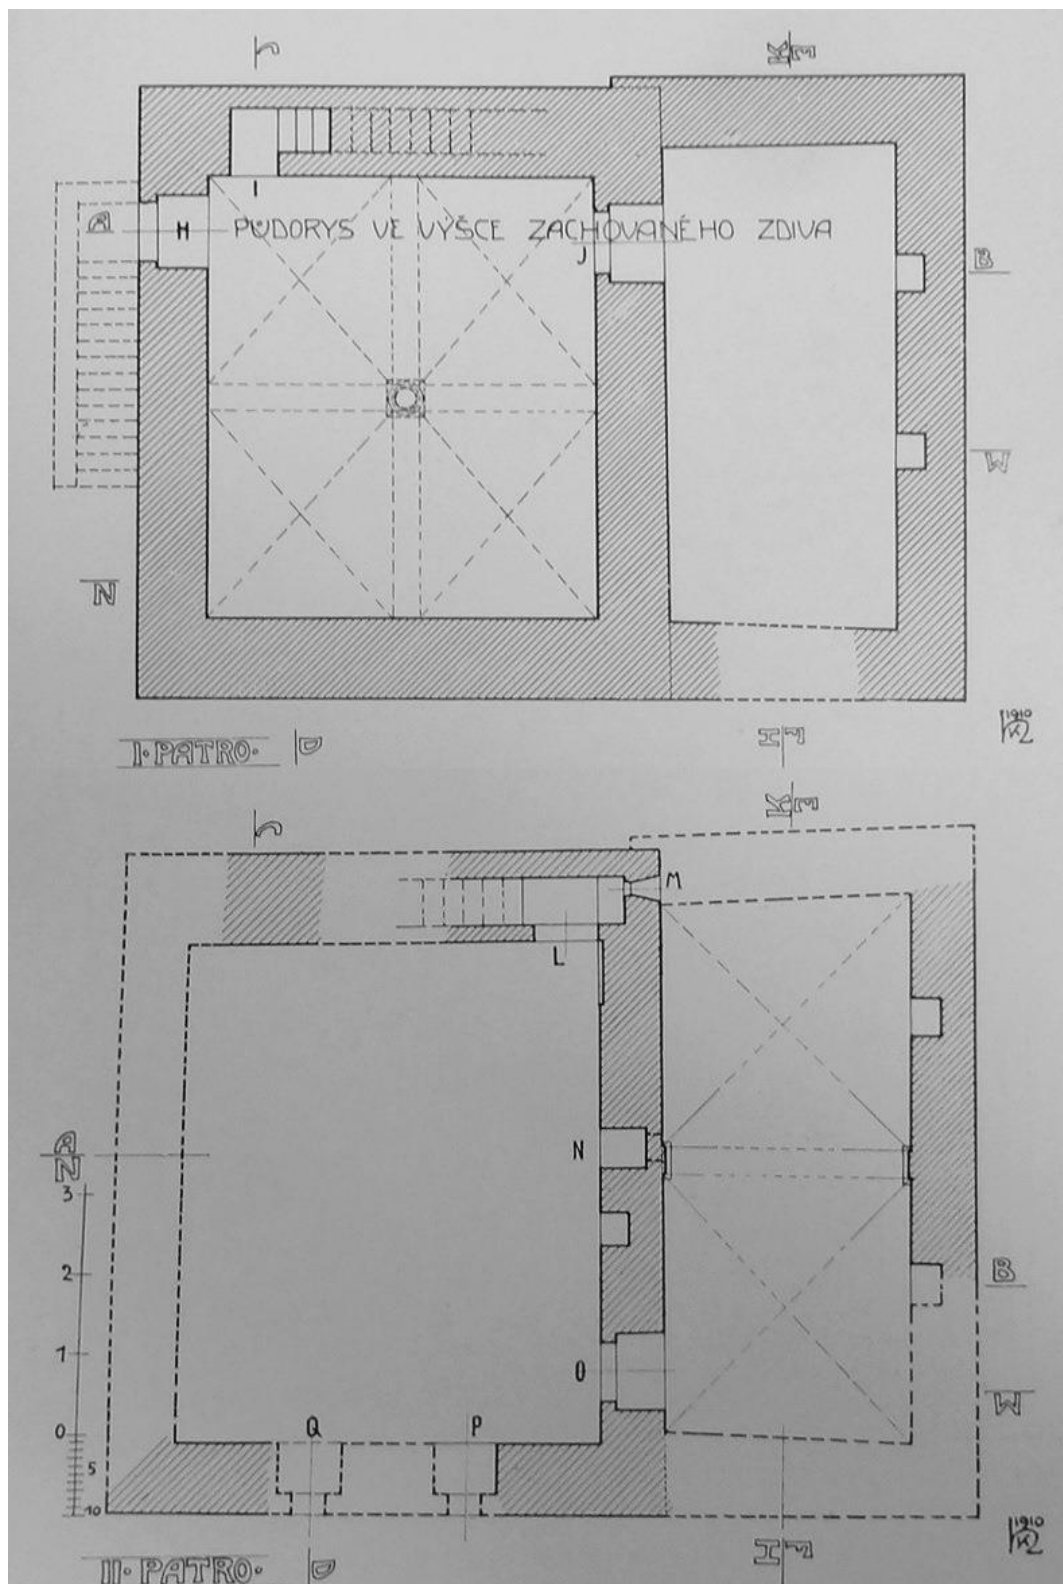 C
K E
I
A H PŮDORYS VE VÝŠCE ZACHOVANÉHO ZDIVA
J
B
W
N
1910
I. PATRO. D H F
K E
C
M
L
A
N
N
3
2
B
1
O
W
0
Q P
5
10
1910
H F
II. PATRO. D